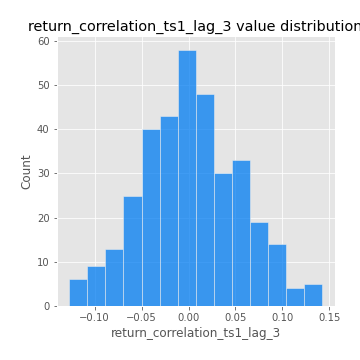 return_correlation_ts1_lag_3 value distribution
60
50
40
30
20
10
0
Count
−0.10 −0.05 0.00 0.05 0.10 0.15
return_correlation_ts1_lag_3